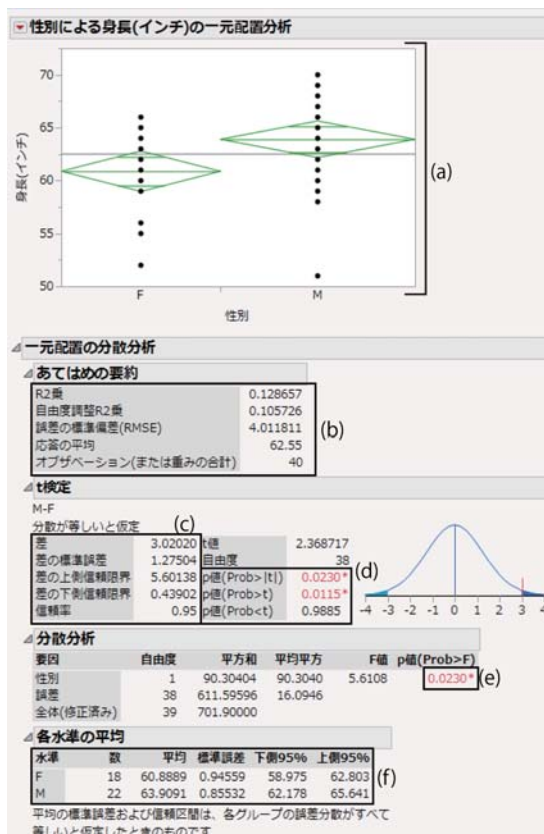 性別による身長(インチ)の一元配置分析
70
65
60
55
50
身長(インチ)
F M
性別
(a)
一元配置の分散分析
あてはめの要約
R2乗 0.128657
自由度調整R2乗 0.105726
誤差の標準偏差(RMSE) 4.011811
応答の平均 62.55
オブザベーション(または重みの合計) 40
(b)
t検定
M-F
分散が等しいと仮定
(c)
差 3.02020 t値 2.368717
差の標準誤差 1.27504 自由度 38
差の上側信頼限界 5.60138 p値(Prob>|t|) 0.0230*
差の下側信頼限界 0.43902 p値(Prob>t) 0.0115*
信頼率 0.95 p値(Prob<t) 0.9885
(d)
-4 -3 -2 -1 0 1 2 3 4
分散分析
要因 自由度 平方和 平均平方 F値 p値(Prob>F)
性別 1 90.30404 90.3040 5.6108 0.0230* (e)
誤差 38 611.59596 16.0946
全体(修正済み) 39 701.90000
各水準の平均
水準 数 平均 標準誤差 下側95% 上側95%
F 18 60.8889 0.94559 58.975 62.803
M 22 63.9091 0.85532 62.178 65.641
(f)
平均の標準誤差および信頼区間は、各グループの誤差分散がすべて
等しいと仮定したときのものです